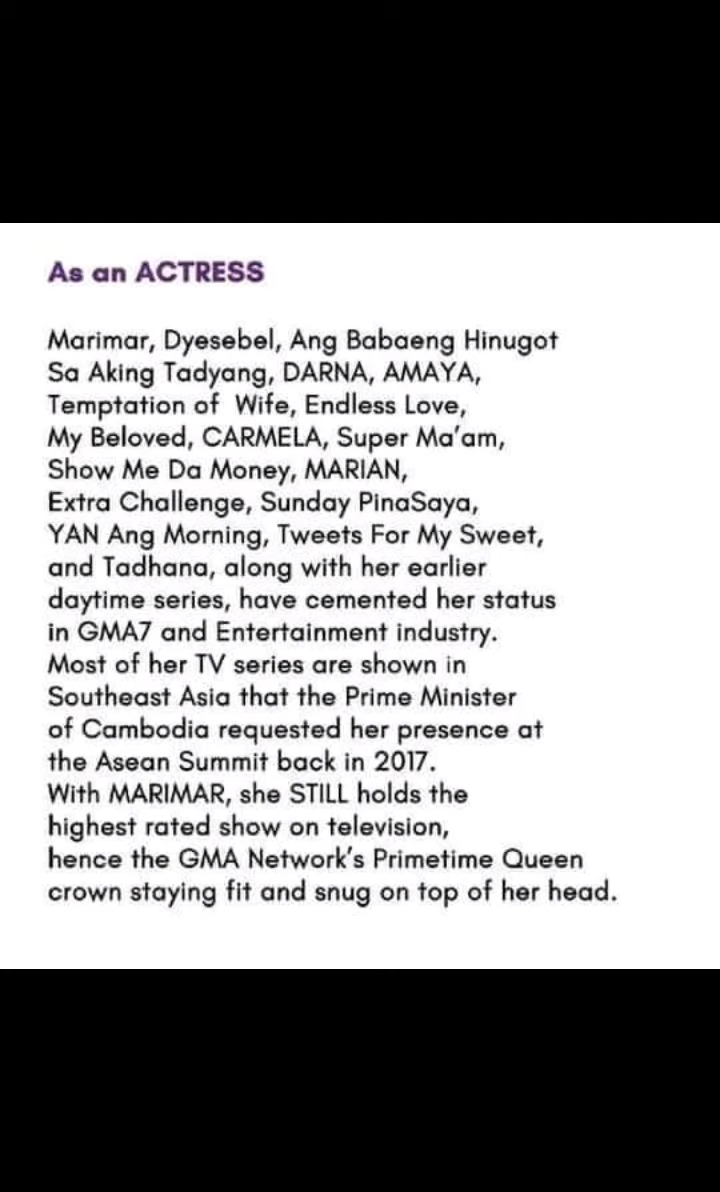 As an ACTRESS
Marimar, Dyesebel, Ang Babaeng Hinugot
Sa Aking Tadyang, DARNA, AMAYA,
Temptation of Wife, Endless Love,
My Beloved, CARMELA, Super Ma'am,
Show Me Da Money, MARIAN,
Extra Challenge, Sunday PinaSaya,
YAN Ang Morning, Tweets For My Sweet,
and Tadhana, along with her earlier
daytime series, have cemented her status
in GMA7 and Entertainment industry.
Most of her TV series are shown in
Southeast Asia that the Prime Minister
of Cambodia requested her presence at
the Asean Summit back in 2017.
With MARIMAR, she STILL holds the
highest rated show on television,
hence the GMA Network's Primetime Queen
crown staying fit and snug on top of her head.